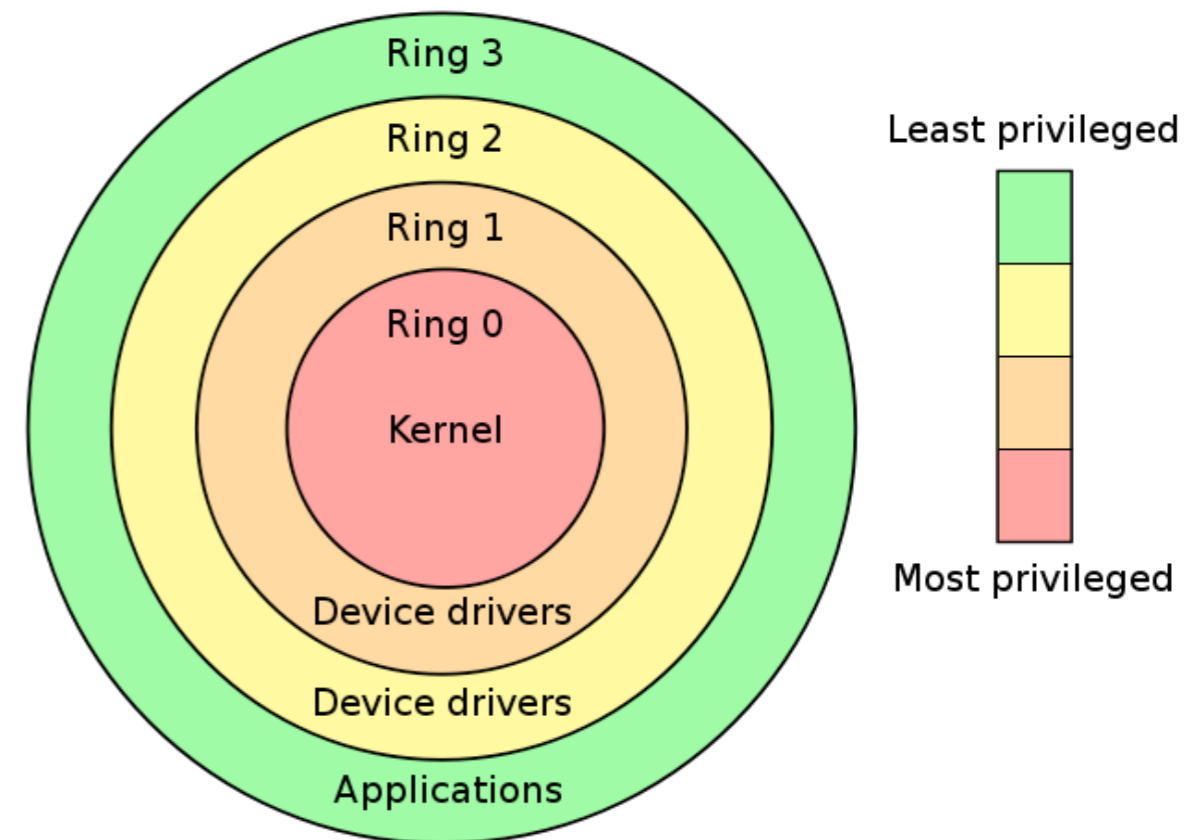 Ring 3
Ring 2
Ring 1
Ring 0
Kernel
Device drivers
Device drivers
Applications
Least privileged
Most privileged